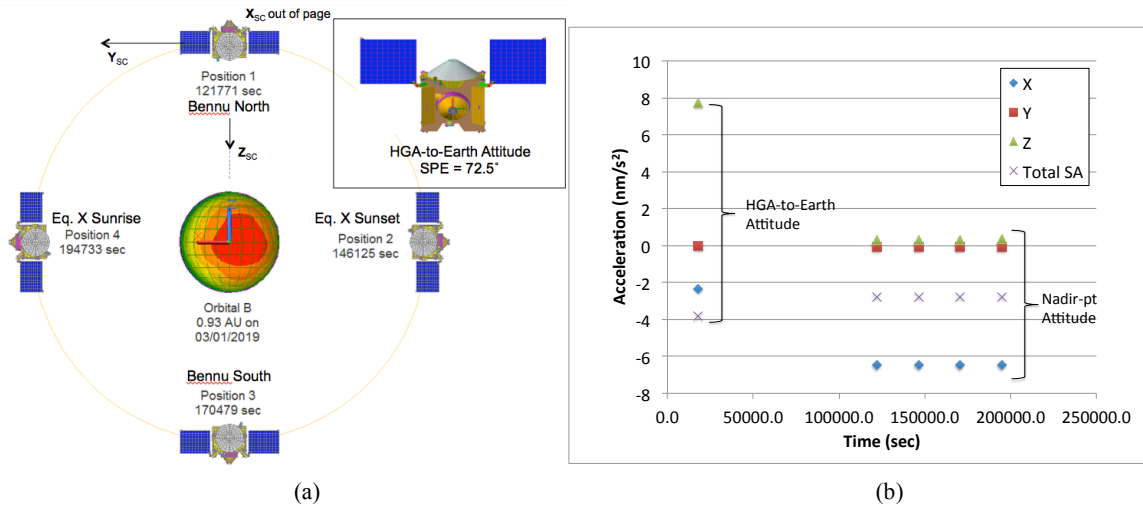 X_SC out of page
Y_SC
Position 1
121771 sec
Bennu North
Z_SC
HGA-to-Earth Attitude
SPE = 72.5˚
Eq. X Sunrise
Position 4
194733 sec
Eq. X Sunset
Position 2
146125 sec
Orbital B
0.93 AU on
03/01/2019
Bennu South
Position 3
170479 sec
(a)
Acceleration (nm/s²)
10
8
6
4
2
0
-2
-4
-6
-8
X
Y
Z
Total SA
HGA-to-Earth
Attitude
Nadir-pt
Attitude
0.0
50000.0
100000.0
150000.0
200000.0
250000.0
Time (sec)
(b)